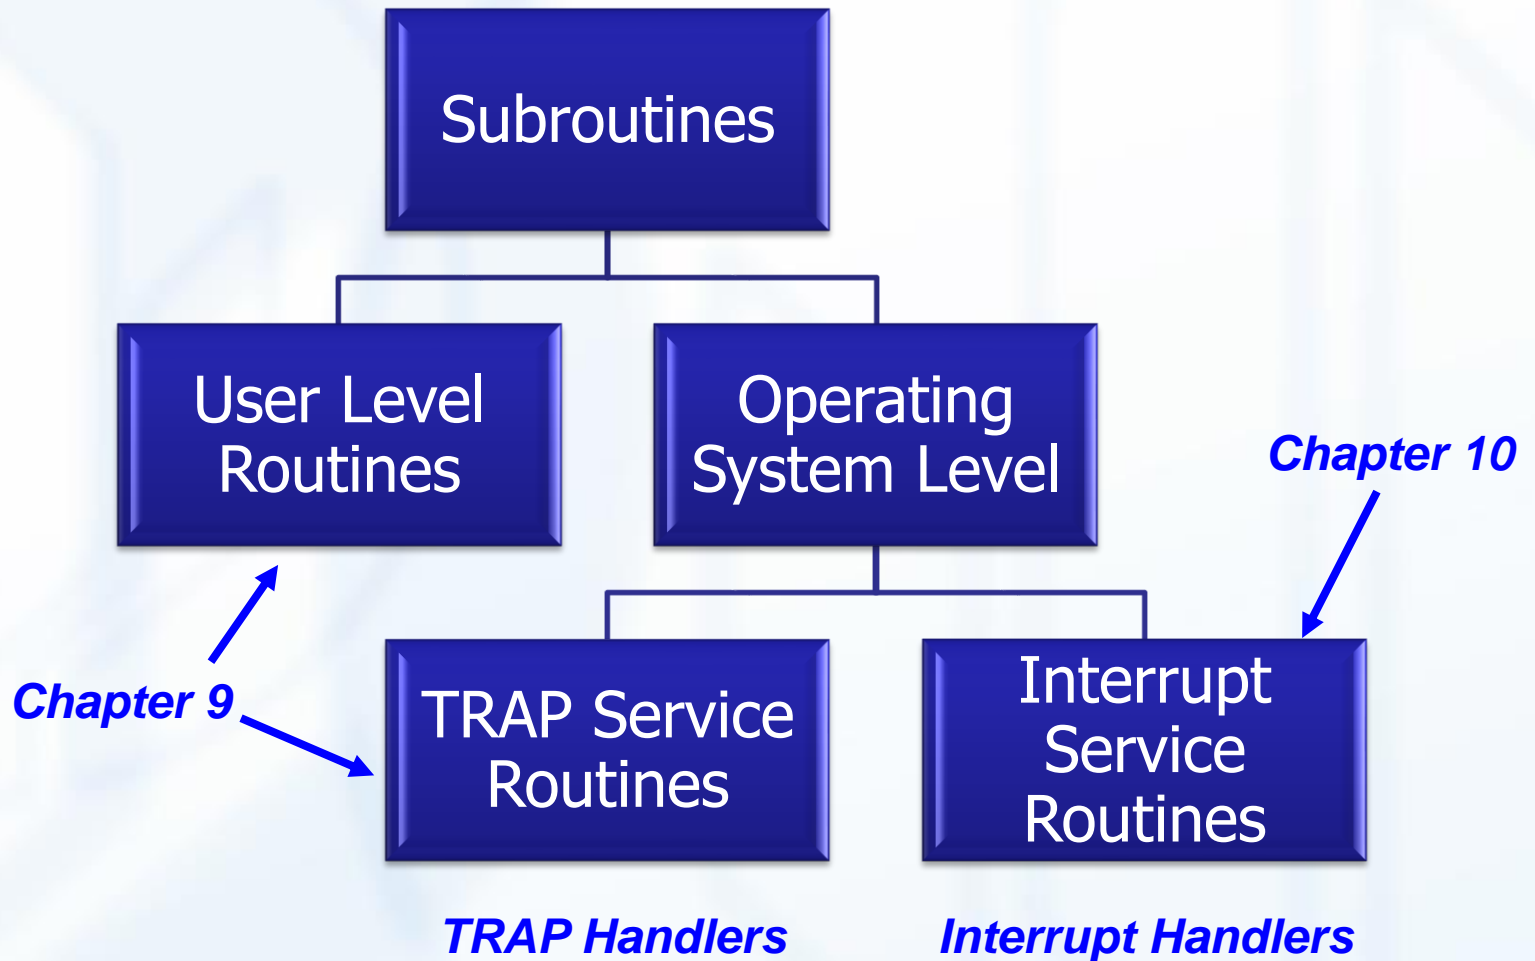 Subroutines
User Level
Routines
Operating
System Level
Chapter 10
Chapter 9
TRAP Service
Routines
Interrupt
Service
Routines
TRAP Handlers
Interrupt Handlers